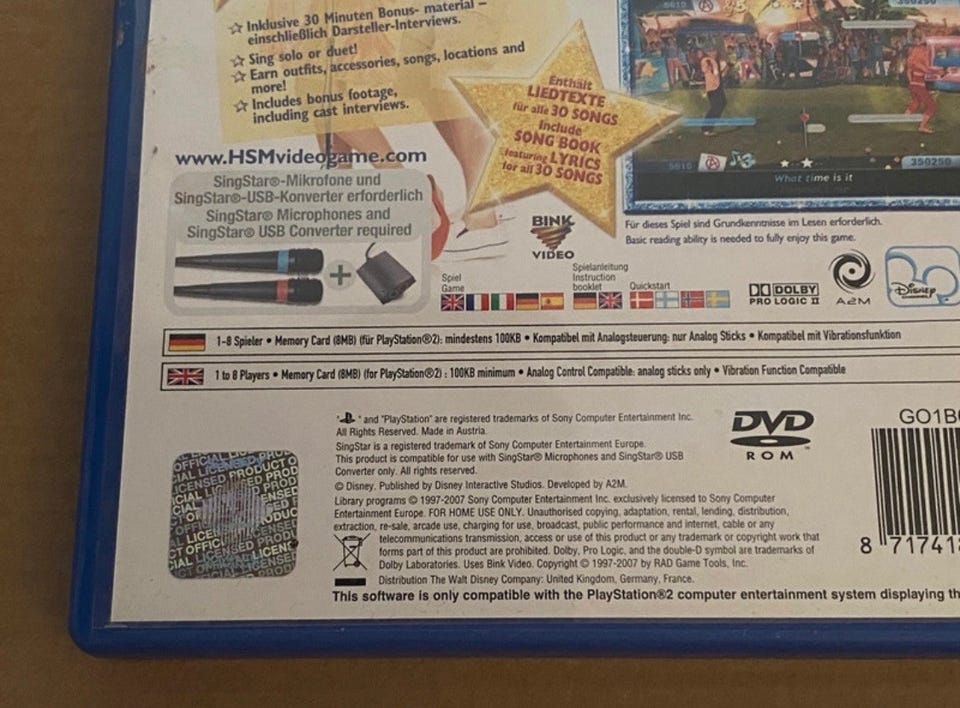 ☆ Inklusive 30 Minuten Bonus- material –
einschließlich Darsteller-Interviews.
☆ Sing solo or duet!
☆ Earn outfits, accessories, songs, locations and
more!
☆ Includes bonus footage,
including cast interviews.
Enthält
LIEDTEXTE
für alle 30 SONGS
Include
SONG BOOK
featuring LYRICS
for all 30 SONGS
5610
350250
What time is it
www.HSMvideogame.com
SingStar®-Mikrofone und
SingStar®-USB-Konverter erforderlich
SingStar® Microphones and
SingStar® USB Converter required
+
BINK
VIDEO
Für dieses Spiel sind Grundkenntnisse im Lesen erforderlich.
Basic reading ability is needed to fully enjoy this game.
Spiel
Game
Spielanleitung
Instruction
booklet
Quickstart
DOLBY
PRO LOGIC II
A2M
Disney
1-8 Spieler • Memory Card (8MB) (für PlayStation®2): mindestens 100KB • Kompatibel mit Analogsteuerung: nur Analog Sticks • Kompatibel mit Vibrationsfunktion
1 to 8 Players • Memory Card (8MB) (for PlayStation®2) : 100KB minimum • Analog Control Compatible: analog sticks only • Vibration Function Compatible
" " and "PlayStation" are registered trademarks of Sony Computer Entertainment Inc.
All Rights Reserved. Made in Austria.
SingStar is a registered trademark of Sony Computer Entertainment Europe.
This product is compatible for use with SingStar® Microphones and SingStar® USB
Converter only. All rights reserved.
© Disney. Published by Disney Interactive Studios. Developed by A2M.
Library programs © 1997-2007 Sony Computer Entertainment Inc. exclusively licensed to Sony Computer
Entertainment Europe. FOR HOME USE ONLY. Unauthorised copying, adaptation, rental, lending, distribution,
extraction, re-sale, arcade use, charging for use, broadcast, public performance and internet, cable or any
telecommunications transmission, access or use of this product or any trademark or copyright work that
forms part of this product are prohibited. Dolby, Pro Logic, and the double-D symbol are trademarks of
Dolby Laboratories. Uses Bink Video. Copyright © 1997-2007 by RAD Game Tools, Inc.
Distribution The Walt Disney Company: United Kingdom, Germany, France.
This software is only compatible with the PlayStation®2 computer entertainment system displaying
DVD
ROM
GO1B
8 71741
OFFICIAL
LICENSED PRODUCT